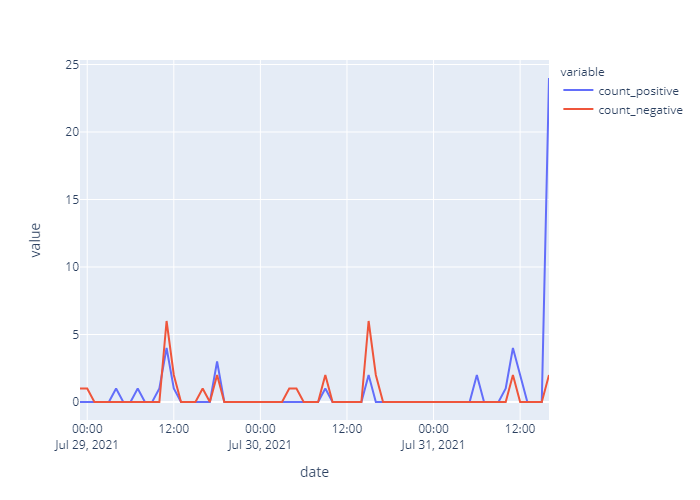 variable
count_positive
count_negative
value
25
20
15
10
5
0
00:00 12:00 00:00 12:00 00:00 12:00
Jul 29, 2021 Jul 30, 2021 Jul 31, 2021
date